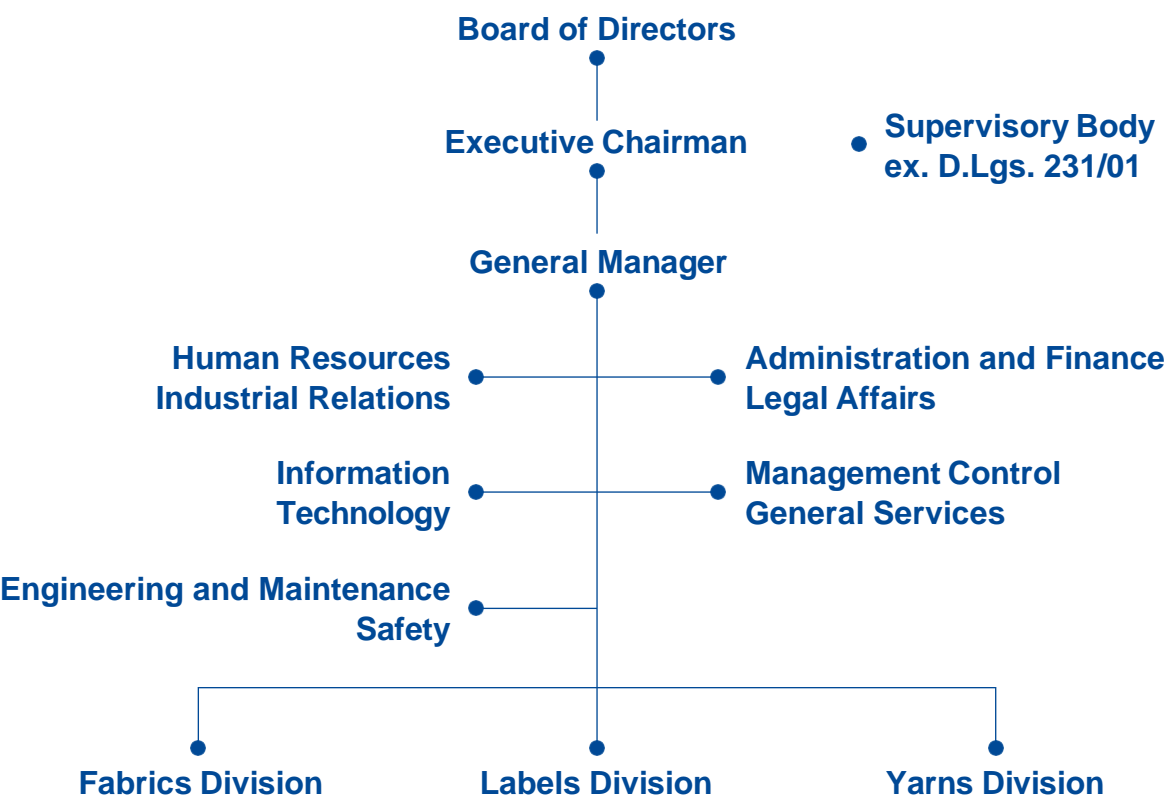 Board of Directors
Executive Chairman
Supervisory Body
ex. D.Lgs. 231/01
General Manager
Human Resources
Industrial Relations
Administration and Finance
Legal Affairs
Information
Technology
Management Control
General Services
Engineering and Maintenance
Safety
Fabrics Division
Labels Division
Yarns Division